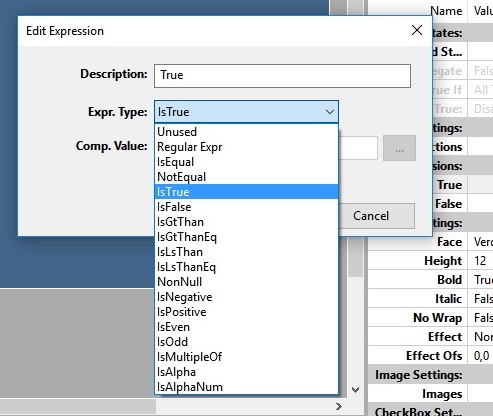 Name Valu
Edit Expression
tates:
d St...
Description: True
egate Fals
True If All T
Expr. Type: IsTrue
True: Disa
ttings:
Unused
Comp. Value: Regular Expr ...
ctions
IsEqual
sions:
NotEqual
IsTrue
True
IsFalse
False
IsGtThan
Cancel
ttings:
IsGtThanEq
Face Verd
IsLsThan
Height 12
IsLsThanEq
Bold True
NonNull
Italic Fals
IsNegative
No Wrap Fals
IsPositive
Effect Non
IsEven
Effect Ofs 0,0
IsOdd
Image Settings:
IsMultipleOf
Images
IsAlpha
CheckBox Set...
IsAlphaNum